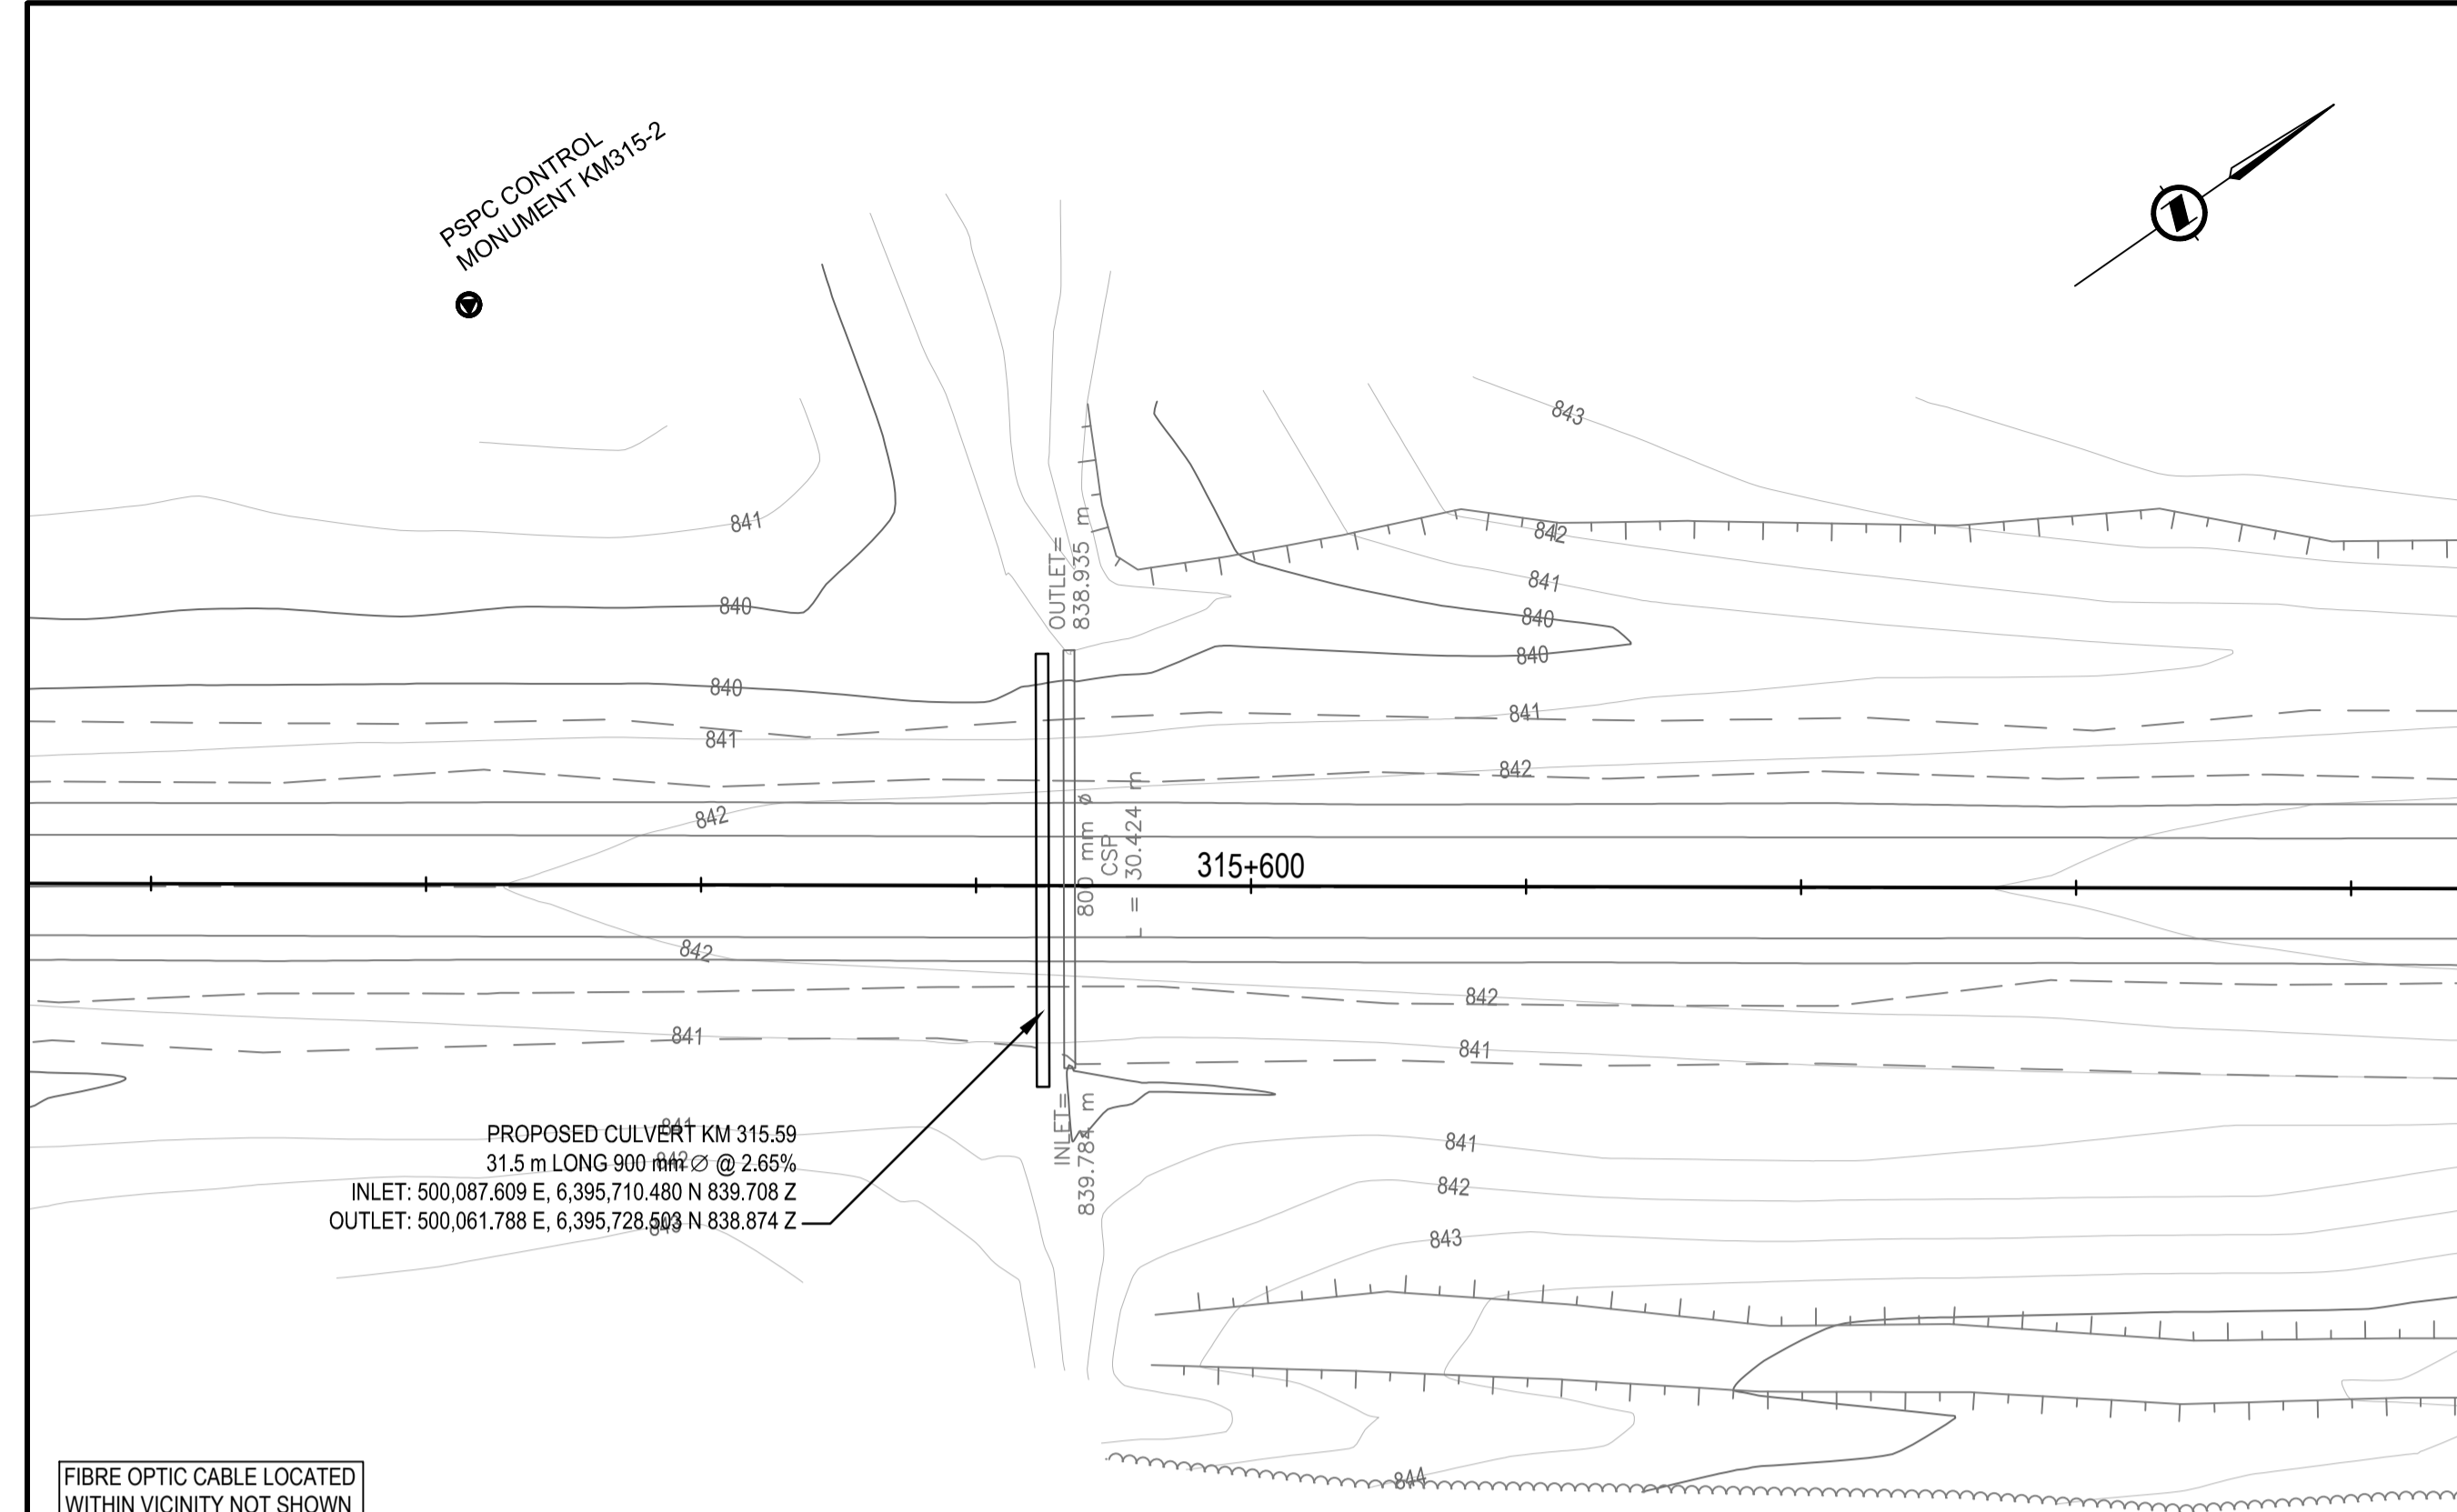 PSPC CONTROL
MONUMENT KM315-2
843
841
842
841
840
840
840
840
OUTLET=
838.935 m
841
841
842
842
800 mm ø
CSP
L = 30.424 m
315+600
842
842
841
841
INLET=
839.784 m
841
841
842
842
843
843
PROPOSED CULVERT KM 315.59
31.5 m LONG 900 mm ∅ @ 2.65%
INLET: 500,087.609 E, 6,395,710.480 N 839.708 Z
OUTLET: 500,061.788 E, 6,395,728.503 N 838.874 Z
844
FIBRE OPTIC CABLE LOCATED
WITHIN VICINITY NOT SHOWN